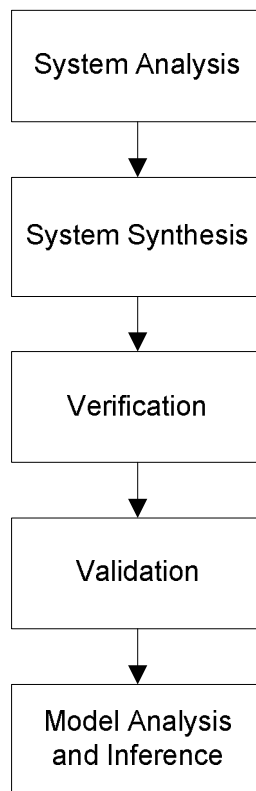 System Analysis
System Synthesis
Verification
Validation
Model Analysis
and Inference